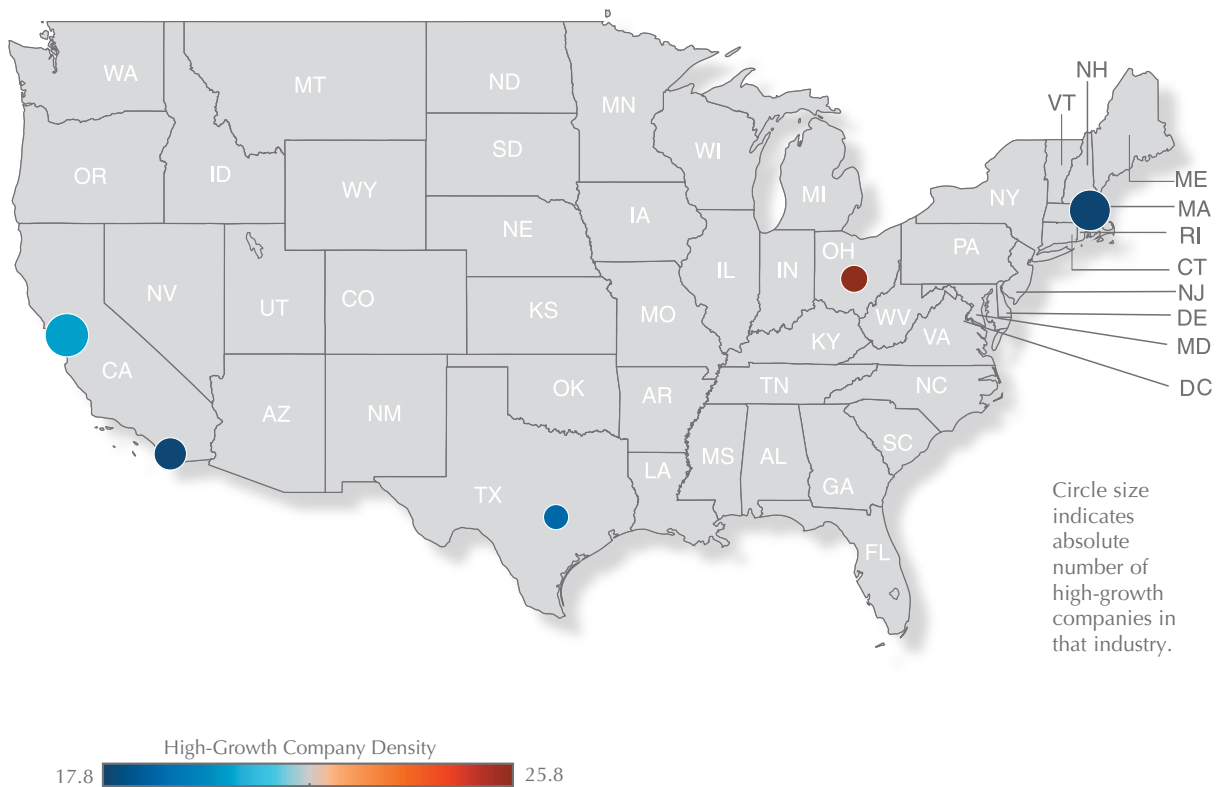 NH
VT
WA
MT
ND
MN
SD
WI
OR
ID
WY
MI
NY
ME
MA
RI
IA
NE
PA
OH
CT
IL
IN
NJ
NV
UT
CO
KS
MO
WV
DE
VA
KY
MD
CA
TN
NC
DC
AZ
NM
OK
AR
SC
MS
AL
LA
GA
TX
FL
Circle size
indicates
absolute
number of
high-growth
companies in
that industry.
High-Growth Company Density
17.8
25.8